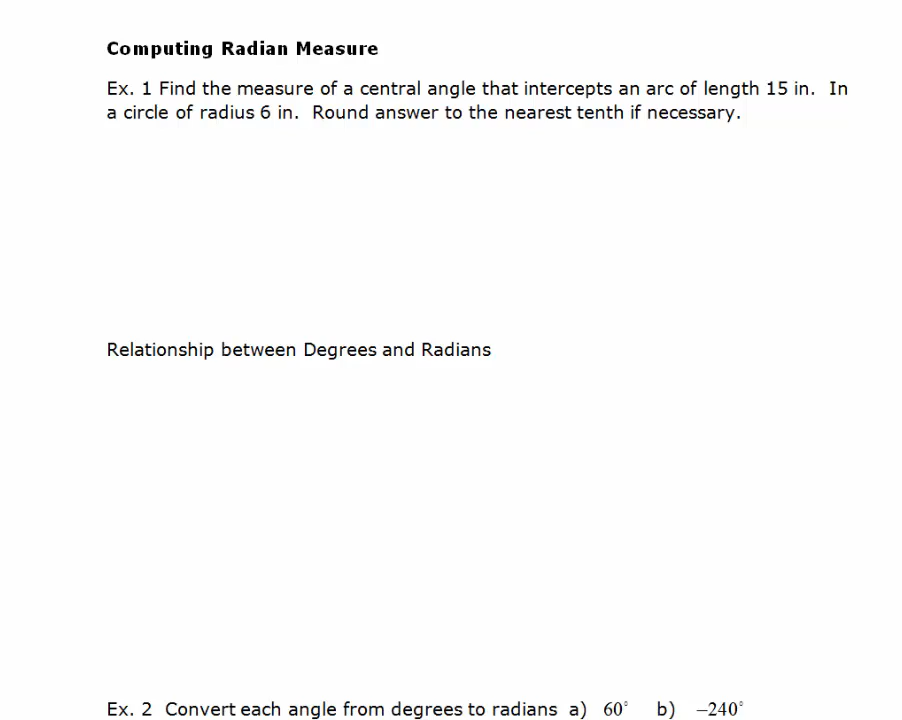 Computing Radian Measure
Ex. 1 Find the measure of a central angle that intercepts an arc of length 15 in.  In
a circle of radius 6 in.  Round answer to the nearest tenth if necessary.
Relationship between Degrees and Radians
Ex. 2  Convert each angle from degrees to radians  a)  60°  b)  −240°